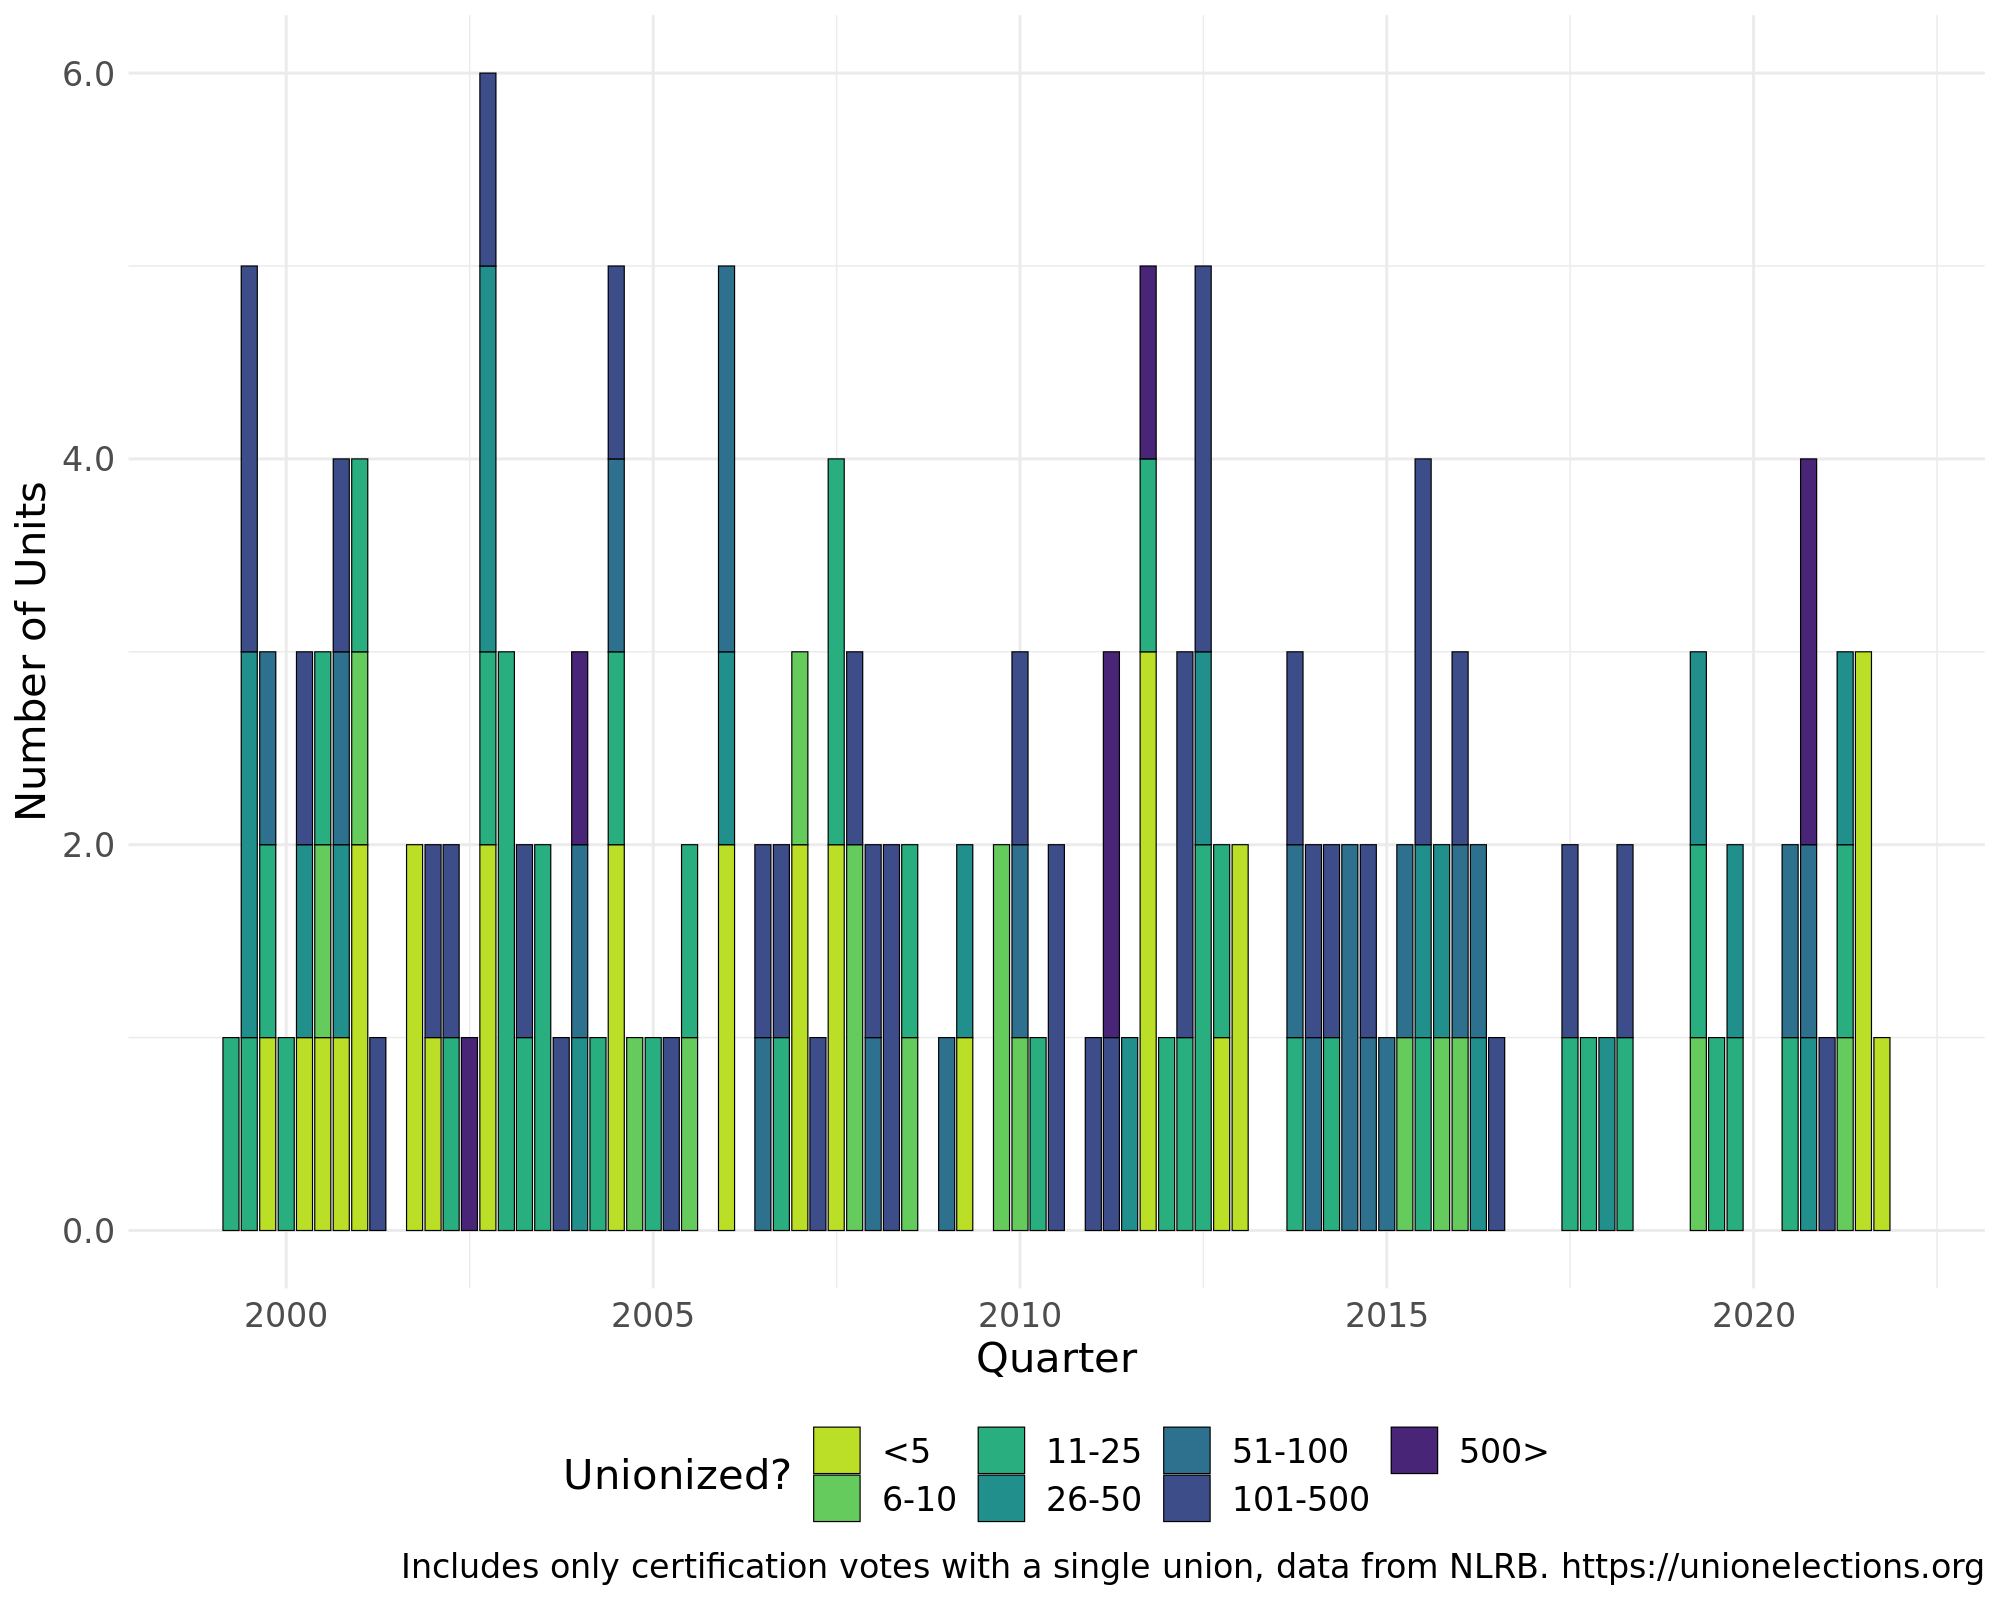 6.0
4.0
2.0
0.0
Number of Units
2000 2005 2010 2015 2020
Quarter
Unionized?
<5 11-25 51-100 500>
6-10 26-50 101-500
Includes only certification votes with a single union, data from NLRB. https://unionelections.org